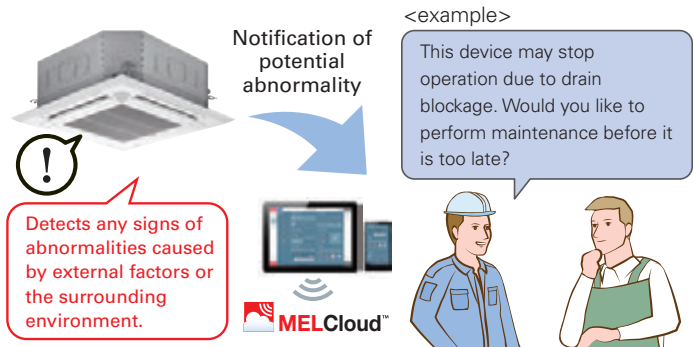 Notification of
potential
abnormality
<example>
This device may stop
operation due to drain
blockage. Would you like to
perform maintenance before it
is too late?
!
Detects any signs of
abnormalities caused
by external factors or
the surrounding
environment.
MELCloud™